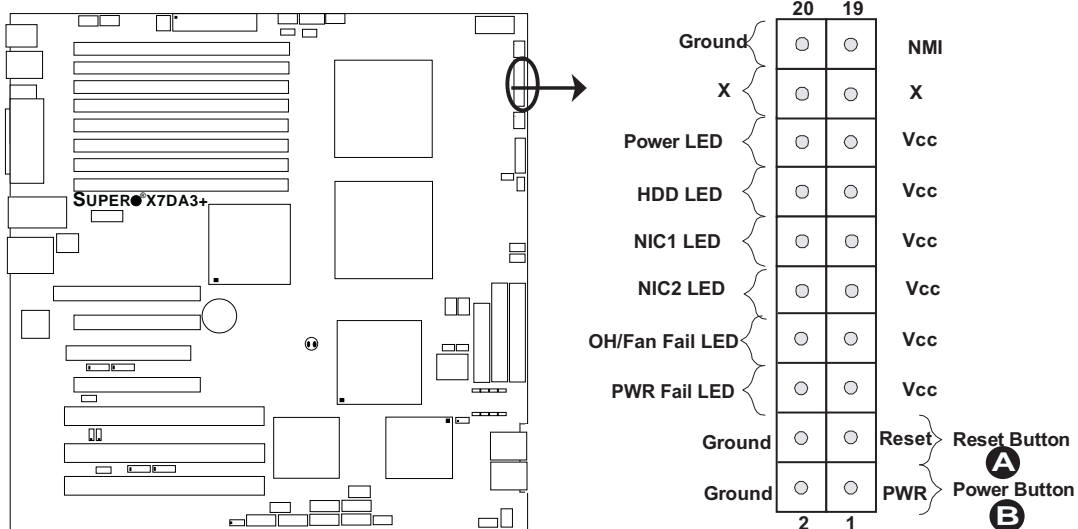 20 19
Ground NMI
X X
Power LED Vcc
HDD LED Vcc
NIC1 LED Vcc
NIC2 LED Vcc
OH/Fan Fail LED Vcc
PWR Fail LED Vcc
Ground Reset Reset Button
A
Ground PWR Power Button
B
2 1
SUPER®X7DA3+